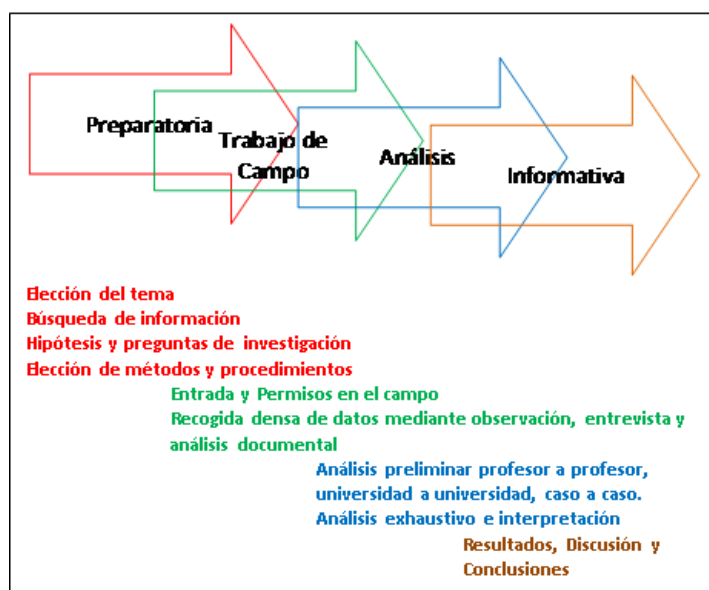 Preparatoria
Trabajo de
Campo
Análisis
Informativa
Elección del tema
Búsqueda de información
Hipótesis y preguntas de investigación
Elección de métodos y procedimientos
Entrada y Permisos en el campo
Recogida densa de datos mediante observación, entrevista y
análisis documental
Análisis preliminar profesor a profesor,
universidad a universidad, caso a caso.
Análisis exhaustivo e interpretación
Resultados, Discusión y
Conclusiones